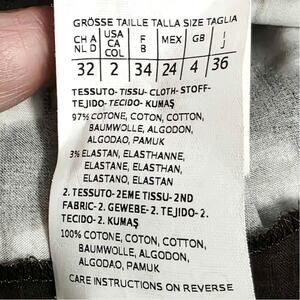 GRÖSSE TAILLE TALLA SIZE TAGLIA
CH A NL D
USA CA COL
F B
MEX
GB
I J
32 2 34 24 4 36
TESSUTO-TISSU-CLOTH-STOFF-
TEJIDO-TECIDO-KUMAŞ
97% COTONE, COTON, COTTON,
BAUMWOLLE, ALGODON,
ALGODAO, PAMUK
3% ELASTAN, ELASTHANNE,
ELASTANE, ELASTHAN,
ELASTANO, ELASTAN
2. TESSUTO-2EME TISSU-2ND
FABRIC-2. GEWEBE-2. TEJIDO-2.
TECIDO-2. KUMAŞ
100% COTONE, COTON, COTTON,
BAUMWOLLE, ALGODON,
ALGODAO, PAMUK
CARE INSTRUCTIONS ON REVERSE